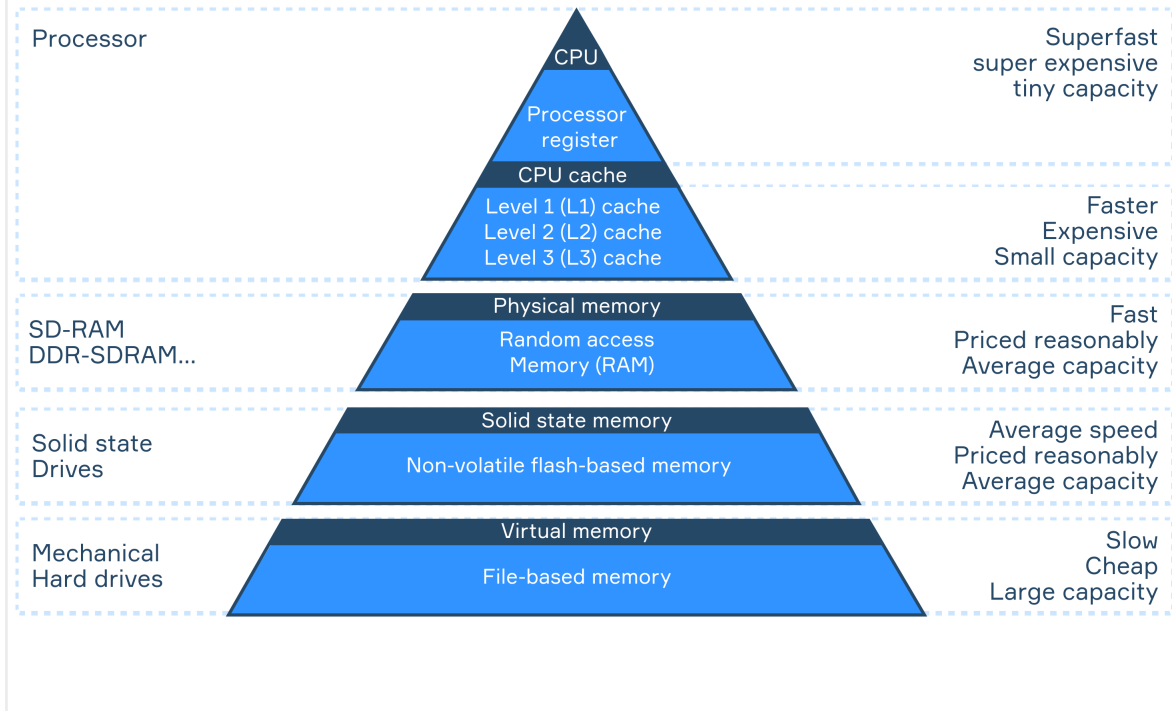 Processor
CPU
Processor
register
Superfast
super expensive
tiny capacity
CPU cache
Level 1 (L1) cache
Level 2 (L2) cache
Level 3 (L3) cache
Faster
Expensive
Small capacity
SD-RAM
DDR-SDRAM...
Physical memory
Random access
Memory (RAM)
Fast
Priced reasonably
Average capacity
Solid state
Drives
Solid state memory
Non-volatile flash-based memory
Average speed
Priced reasonably
Average capacity
Mechanical
Hard drives
Virtual memory
File-based memory
Slow
Cheap
Large capacity